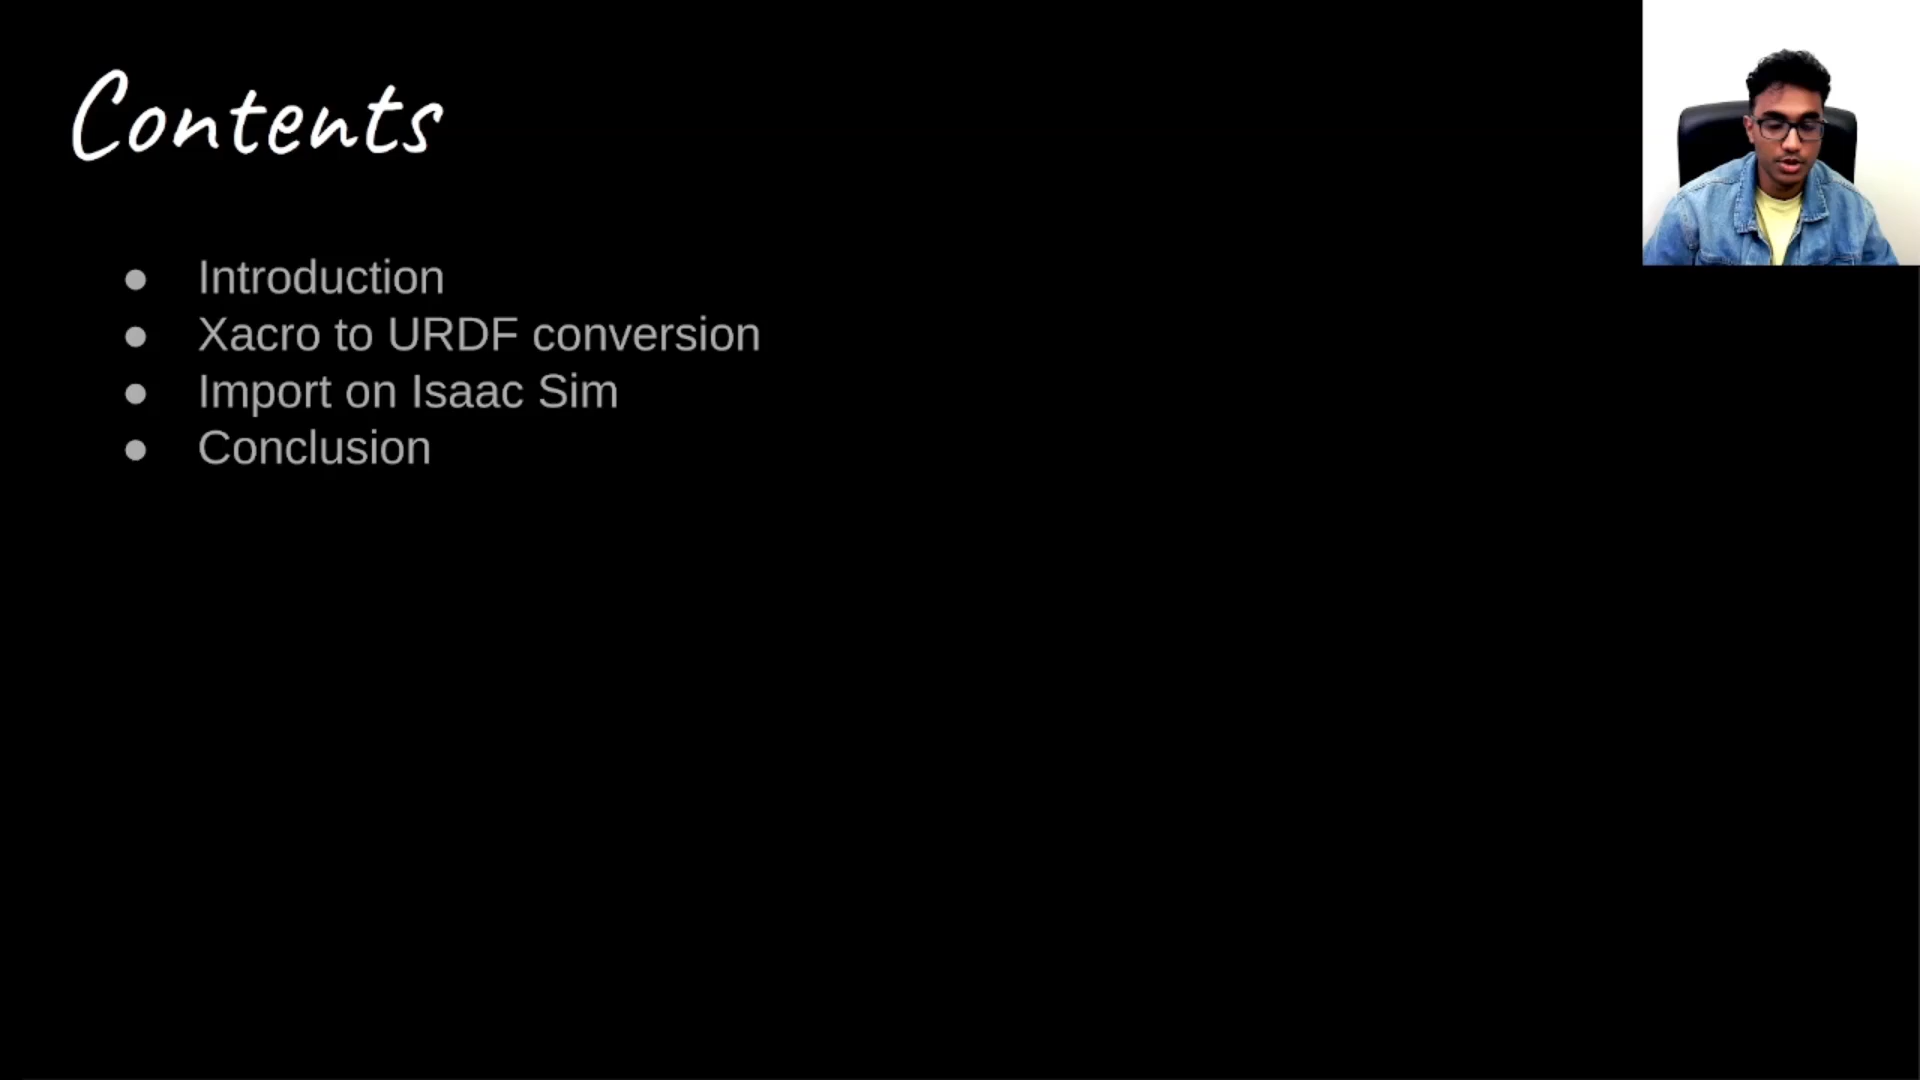 Contents
● Introduction
● Xacro to URDF conversion
● Import on Isaac Sim
● Conclusion